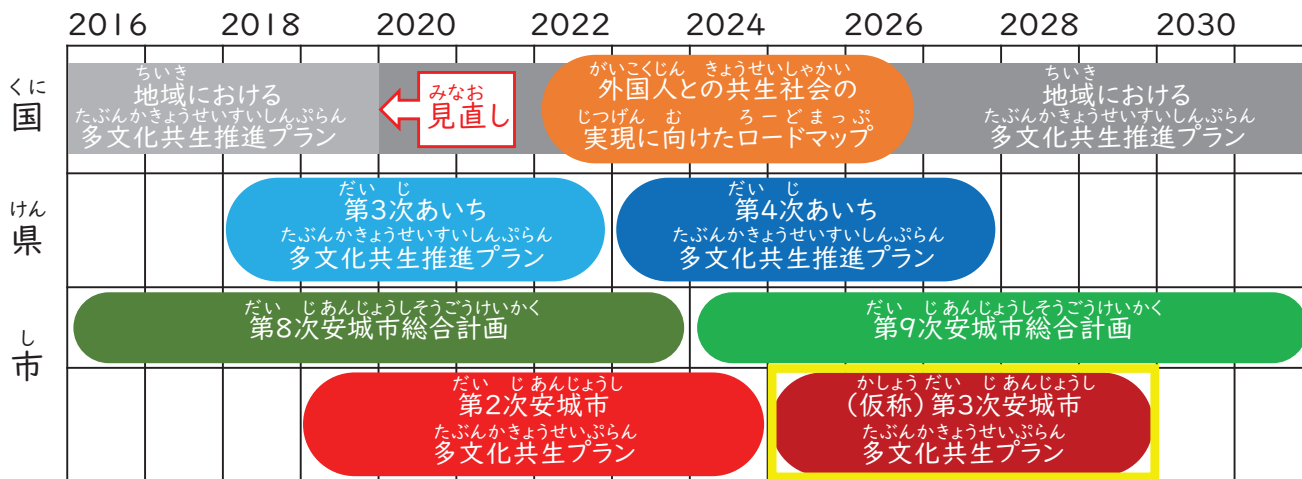 2016 2018 2020 2022 2024 2026 2028 2030
くに
国
ちいき
地域における
たぶんかきょうせいすいしんぷらん
多文化共生推進プラン
みなお
見直し
がいこくじん きょうせいしゃかい
外国人との共生社会の
じつげん む ろーどまっぷ
実現に向けたロードマップ
ちいき
地域における
たぶんかきょうせいすいしんぷらん
多文化共生推進プラン
けん
県
だい じ
第3次あいち
たぶんかきょうせいすいしんぷらん
多文化共生推進プラン
だい じ
第4次あいち
たぶんかきょうせいすいしんぷらん
多文化共生推進プラン
し
市
だい じあんじょうしそうごうけいかく
第8次安城市総合計画
だい じあんじょうしそうごうけいかく
第9次安城市総合計画
だい じあんじょうし
第2次安城市
たぶんかきょうせいぷらん
多文化共生プラン
かしょう だい じあんじょうし
(仮称)第3次安城市
たぶんかきょうせいぷらん
多文化共生プラン